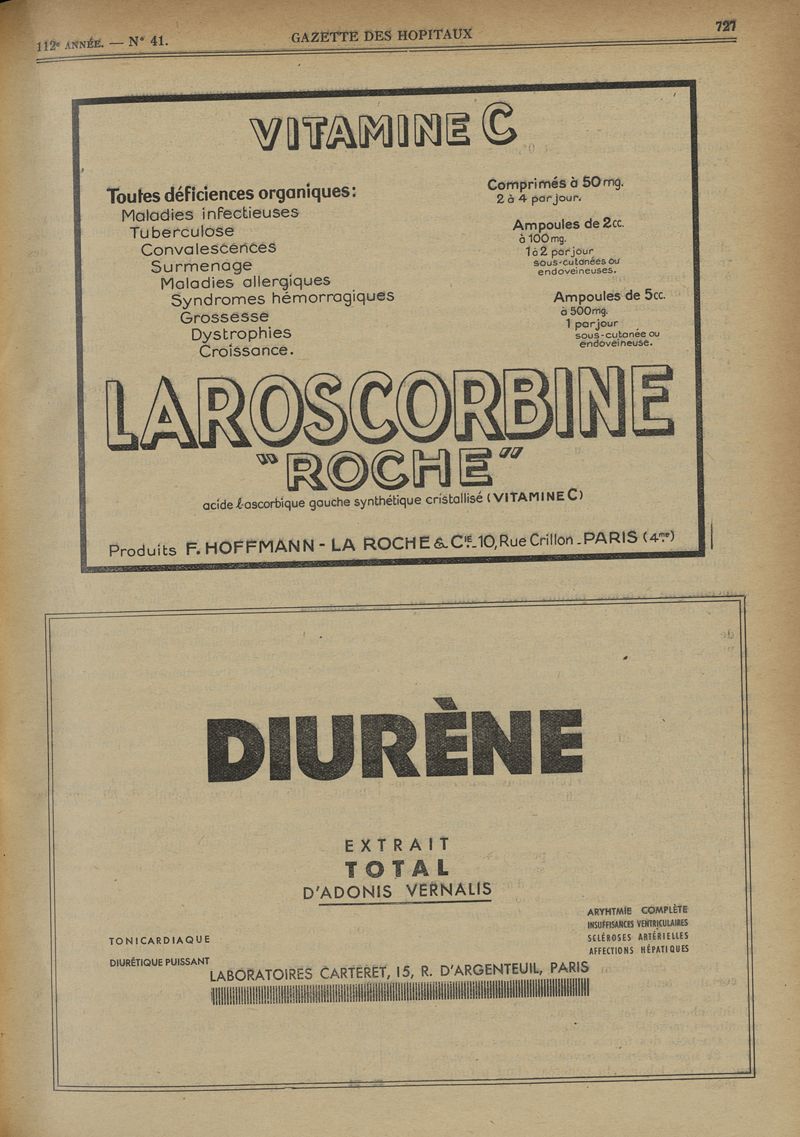 112e ANNÉE. — N° 41.
GAZETTE DES HOPITAUX
727
VITAMINE C
Toutes déficiences organiques:
Maladies infectieuses
Tuberculose
Convalescences
Surmenage
Maladies allergiques
Syndromes hémorragiques
Grossesse
Dystrophies
Croissance.
Comprimés à 50 mg.
2 à 4 par jour.
Ampoules de 2cc.
à 100 mg.
1 à 2 par jour
sous-cutanées ou
endoveineuses.
Ampoules de 5cc.
à 500mg.
1 par jour
sous-cutanée ou
endoveineuse.
LAROSCORBINE
"ROCHE"
acide l-ascorbique gauche synthétique cristallisé (VITAMINE C)
Produits F. HOFFMANN - LA ROCHE & Cie. - 10, Rue Crillon - PARIS (4me)
DIURÈNE
EXTRAIT
TOTAL
D'ADONIS VERNALIS
TONICARDIAQUE
DIURÉTIQUE PUISSANT
ARYHTMIE COMPLÈTE
INSUFFISANCES VENTRICULAIRES
SCLÉROSES ARTÉRIELLES
AFFECTIONS HÉPATIQUES
LABORATOIRES CARTERET, 15, R. D'ARGENTEUIL, PARIS